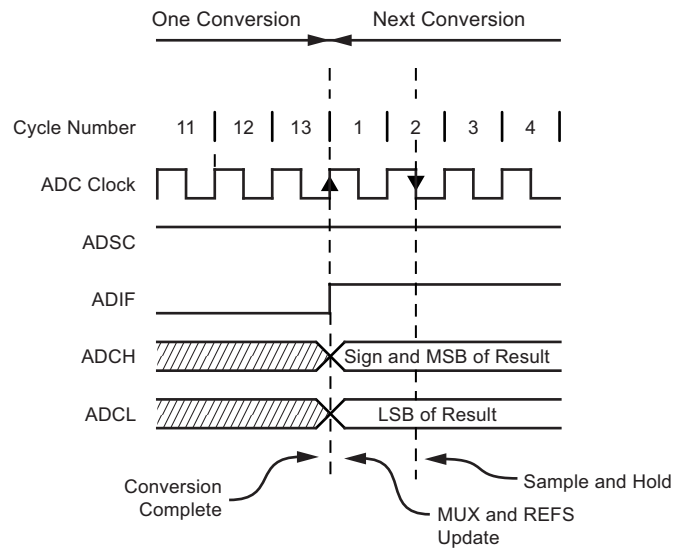 One Conversion
Next Conversion
Cycle Number
11 12 13 1 2 3 4
ADC Clock
ADSC
ADIF
ADCH
Sign and MSB of Result
ADCL
LSB of Result
Conversion
Complete
MUX and REFS
Update
Sample and Hold